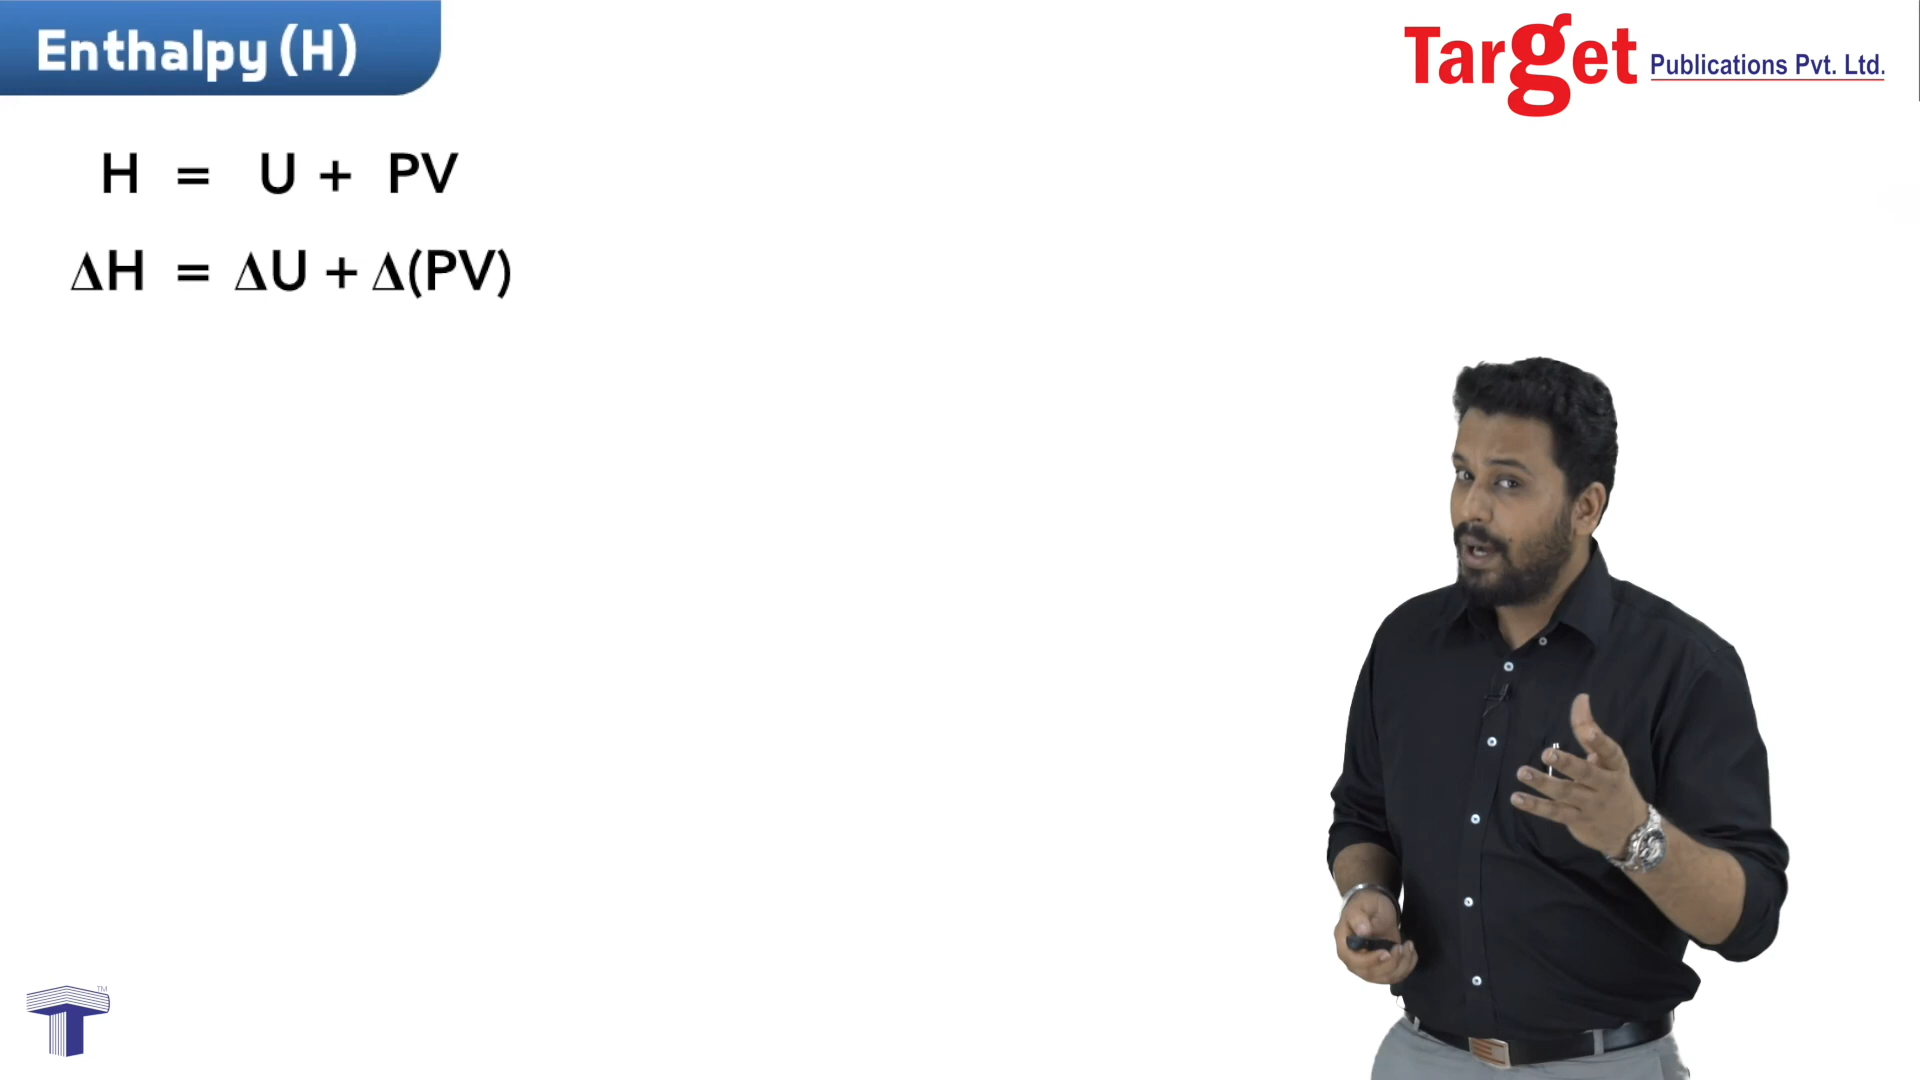 Enthalpy (H)
Target Publications Pvt. Ltd.
H = U + PV
ΔH = ΔU + Δ(PV)
TM